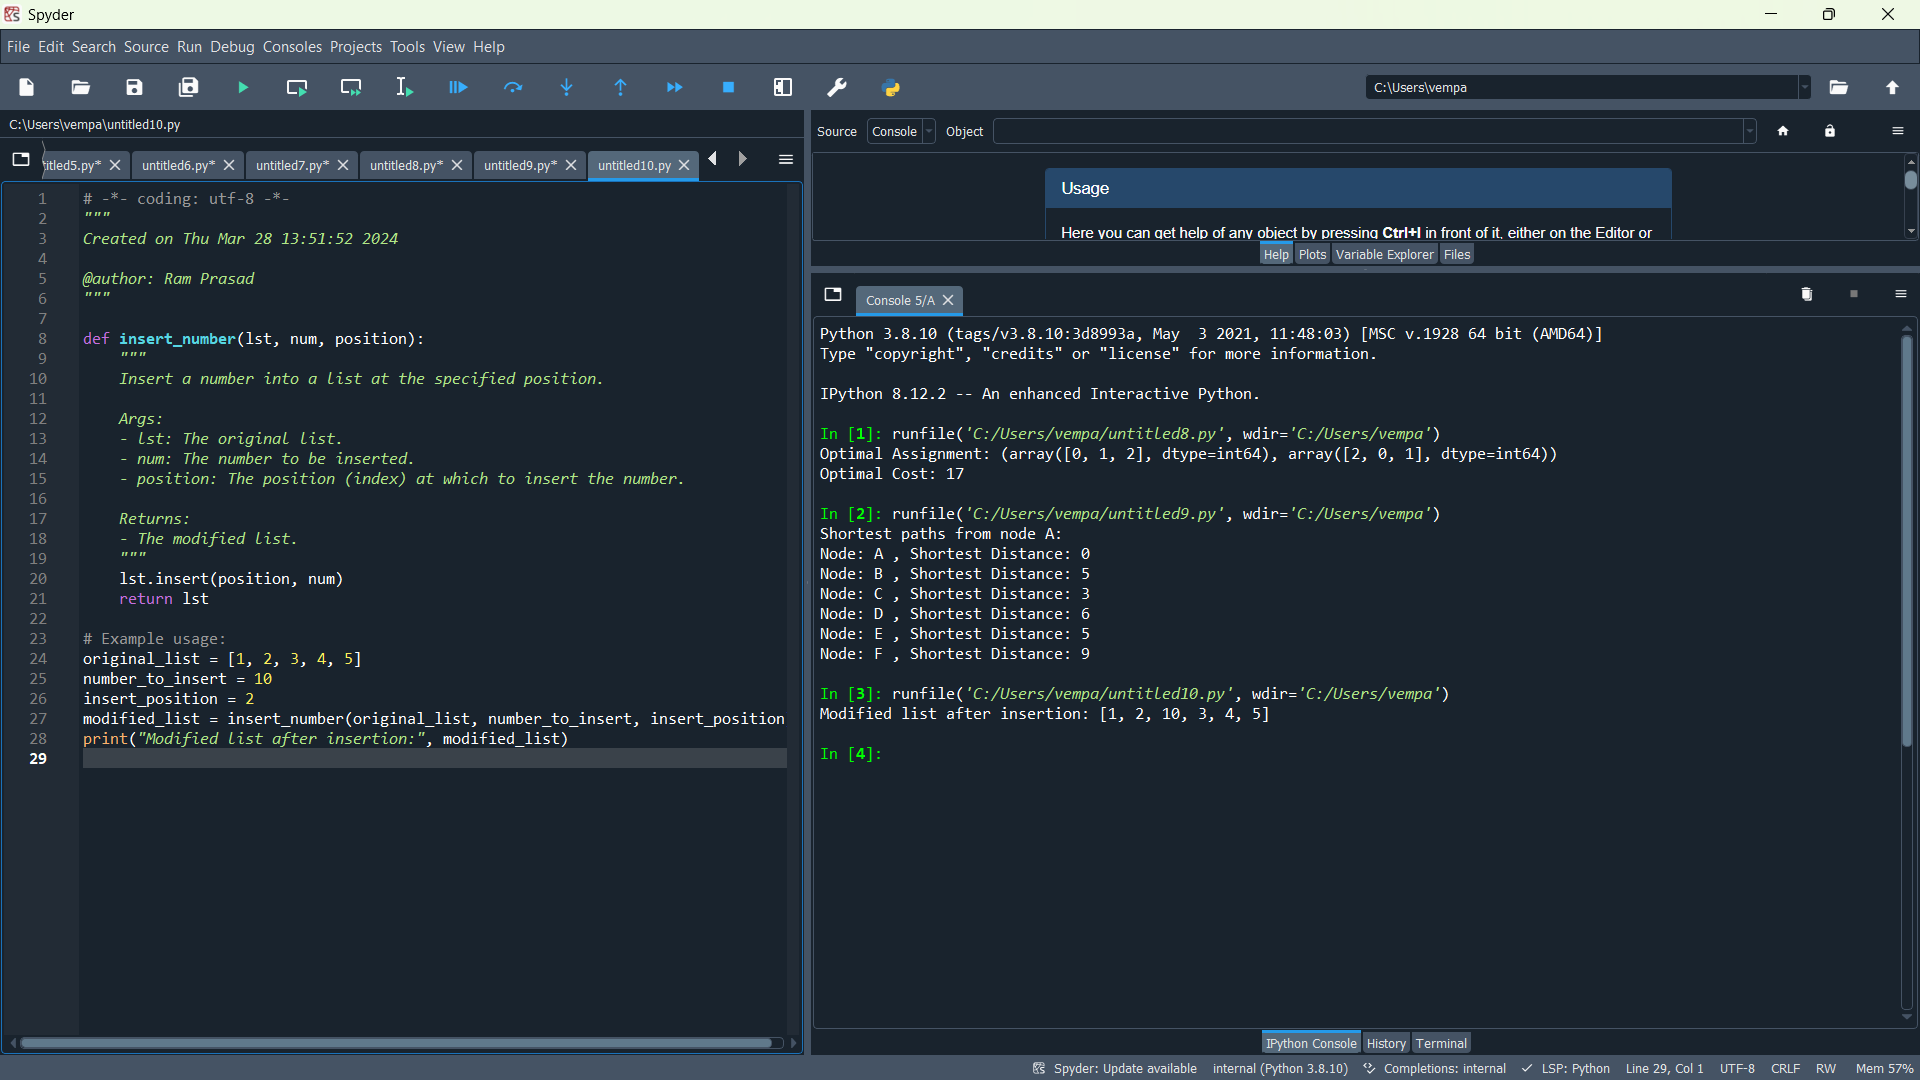 Spyder
File Edit Search Source Run Debug Consoles Projects Tools View Help
C:\Users\vempa
C:\Users\vempa\untitled10.py
titled5.py* untitled6.py* untitled7.py* untitled8.py* untitled9.py* untitled10.py
1 # -*- coding: utf-8 -*-
2 """
3 Created on Thu Mar 28 13:51:52 2024
4
5 @author: Ram Prasad
6 """
7
8 def insert_number(lst, num, position):
9 """
10 Insert a number into a list at the specified position.
11
12 Args:
13 - lst: The original list.
14 - num: The number to be inserted.
15 - position: The position (index) at which to insert the number.
16
17 Returns:
18 - The modified list.
19 """
20 lst.insert(position, num)
21 return lst
22
23 # Example usage:
24 original_list = [1, 2, 3, 4, 5]
25 number_to_insert = 10
26 insert_position = 2
27 modified_list = insert_number(original_list, number_to_insert, insert_position
28 print("Modified list after insertion:", modified_list)
29
Source Console Object
Usage
Here you can get help of any object by pressing Ctrl+I in front of it, either on the Editor or
Help Plots Variable Explorer Files
Console 5/A
Python 3.8.10 (tags/v3.8.10:3d8993a, May  3 2021, 11:48:03) [MSC v.1928 64 bit (AMD64)]
Type "copyright", "credits" or "license" for more information.
IPython 8.12.2 -- An enhanced Interactive Python.
In [1]: runfile('C:/Users/vempa/untitled8.py', wdir='C:/Users/vempa')
Optimal Assignment: (array([0, 1, 2], dtype=int64), array([2, 0, 1], dtype=int64))
Optimal Cost: 17
In [2]: runfile('C:/Users/vempa/untitled9.py', wdir='C:/Users/vempa')
Shortest paths from node A:
Node: A , Shortest Distance: 0
Node: B , Shortest Distance: 5
Node: C , Shortest Distance: 3
Node: D , Shortest Distance: 6
Node: E , Shortest Distance: 5
Node: F , Shortest Distance: 9
In [3]: runfile('C:/Users/vempa/untitled10.py', wdir='C:/Users/vempa')
Modified list after insertion: [1, 2, 10, 3, 4, 5]
In [4]:
IPython Console History Terminal
Spyder: Update available internal (Python 3.8.10) Completions: internal LSP: Python Line 29, Col 1 UTF-8 CRLF RW Mem 57%